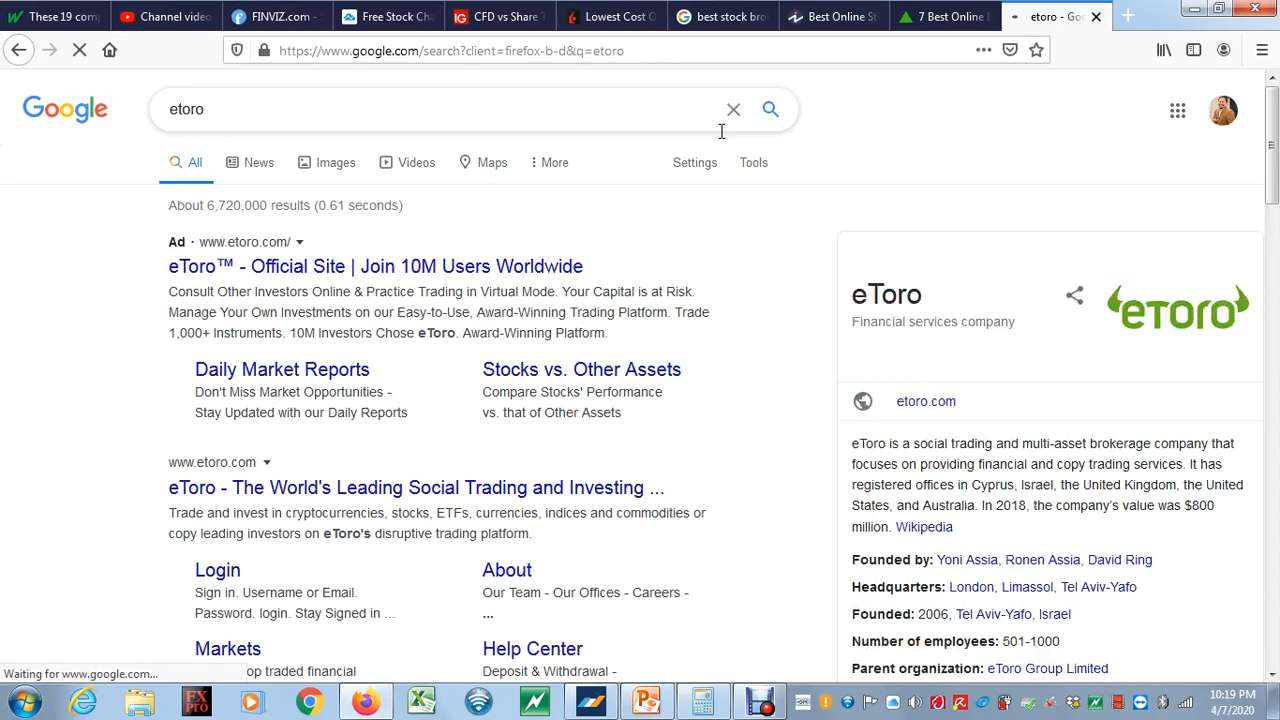 These 19 comp
Channel video
FINVIZ.com -
Free Stock Cha
CFD vs Share T
Lowest Cost O
best stock bro
Best Online St
7 Best Online
etoro - Goo
https://www.google.com/search?client=firefox-b-d&q=etoro
Google
etoro
All
News
Images
Videos
Maps
More
Settings
Tools
About 6,720,000 results (0.61 seconds)
Ad · www.etoro.com/
eToro™ - Official Site | Join 10M Users Worldwide
Consult Other Investors Online & Practice Trading in Virtual Mode. Your Capital is at Risk.
Manage Your Own Investments on our Easy-to-Use, Award-Winning Trading Platform. Trade
1,000+ Instruments. 10M Investors Chose eToro. Award-Winning Platform.
Daily Market Reports
Don't Miss Market Opportunities -
Stay Updated with our Daily Reports
Stocks vs. Other Assets
Compare Stocks' Performance
vs. that of Other Assets
www.etoro.com
eToro - The World's Leading Social Trading and Investing ...
Trade and invest in cryptocurrencies, stocks, ETFs, currencies, indices and commodities or
copy leading investors on eToro's disruptive trading platform.
Login
Sign in. Username or Email.
Password. login. Stay Signed in ...
About
Our Team - Our Offices - Careers -
...
Markets
top traded financial
Help Center
Deposit & Withdrawal -
eToro
Financial services company
eTORO
etoro.com
eToro is a social trading and multi-asset brokerage company that
focuses on providing financial and copy trading services. It has
registered offices in Cyprus, Israel, the United Kingdom, the United
States, and Australia. In 2018, the company's value was $800
million. Wikipedia
Founded by: Yoni Assia, Ronen Assia, David Ring
Headquarters: London, Limassol, Tel Aviv-Yafo
Founded: 2006, Tel Aviv-Yafo, Israel
Number of employees: 501-1000
Parent organization: eToro Group Limited
Waiting for www.google.com...
FX
PRO
10:19 PM
4/7/2020